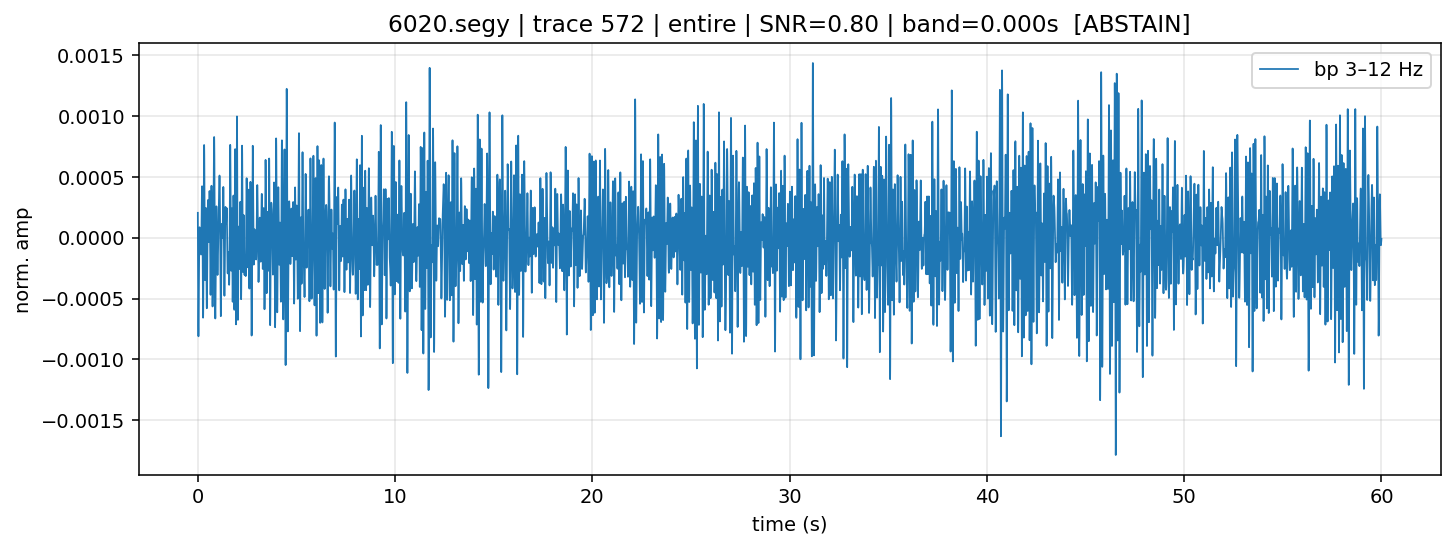 6020.segy | trace 572 | entire | SNR=0.80 | band=0.000s  [ABSTAIN]
bp 3–12 Hz
norm. amp
0.0015
0.0010
0.0005
0.0000
−0.0005
−0.0010
−0.0015
0 10 20 30 40 50 60
time (s)